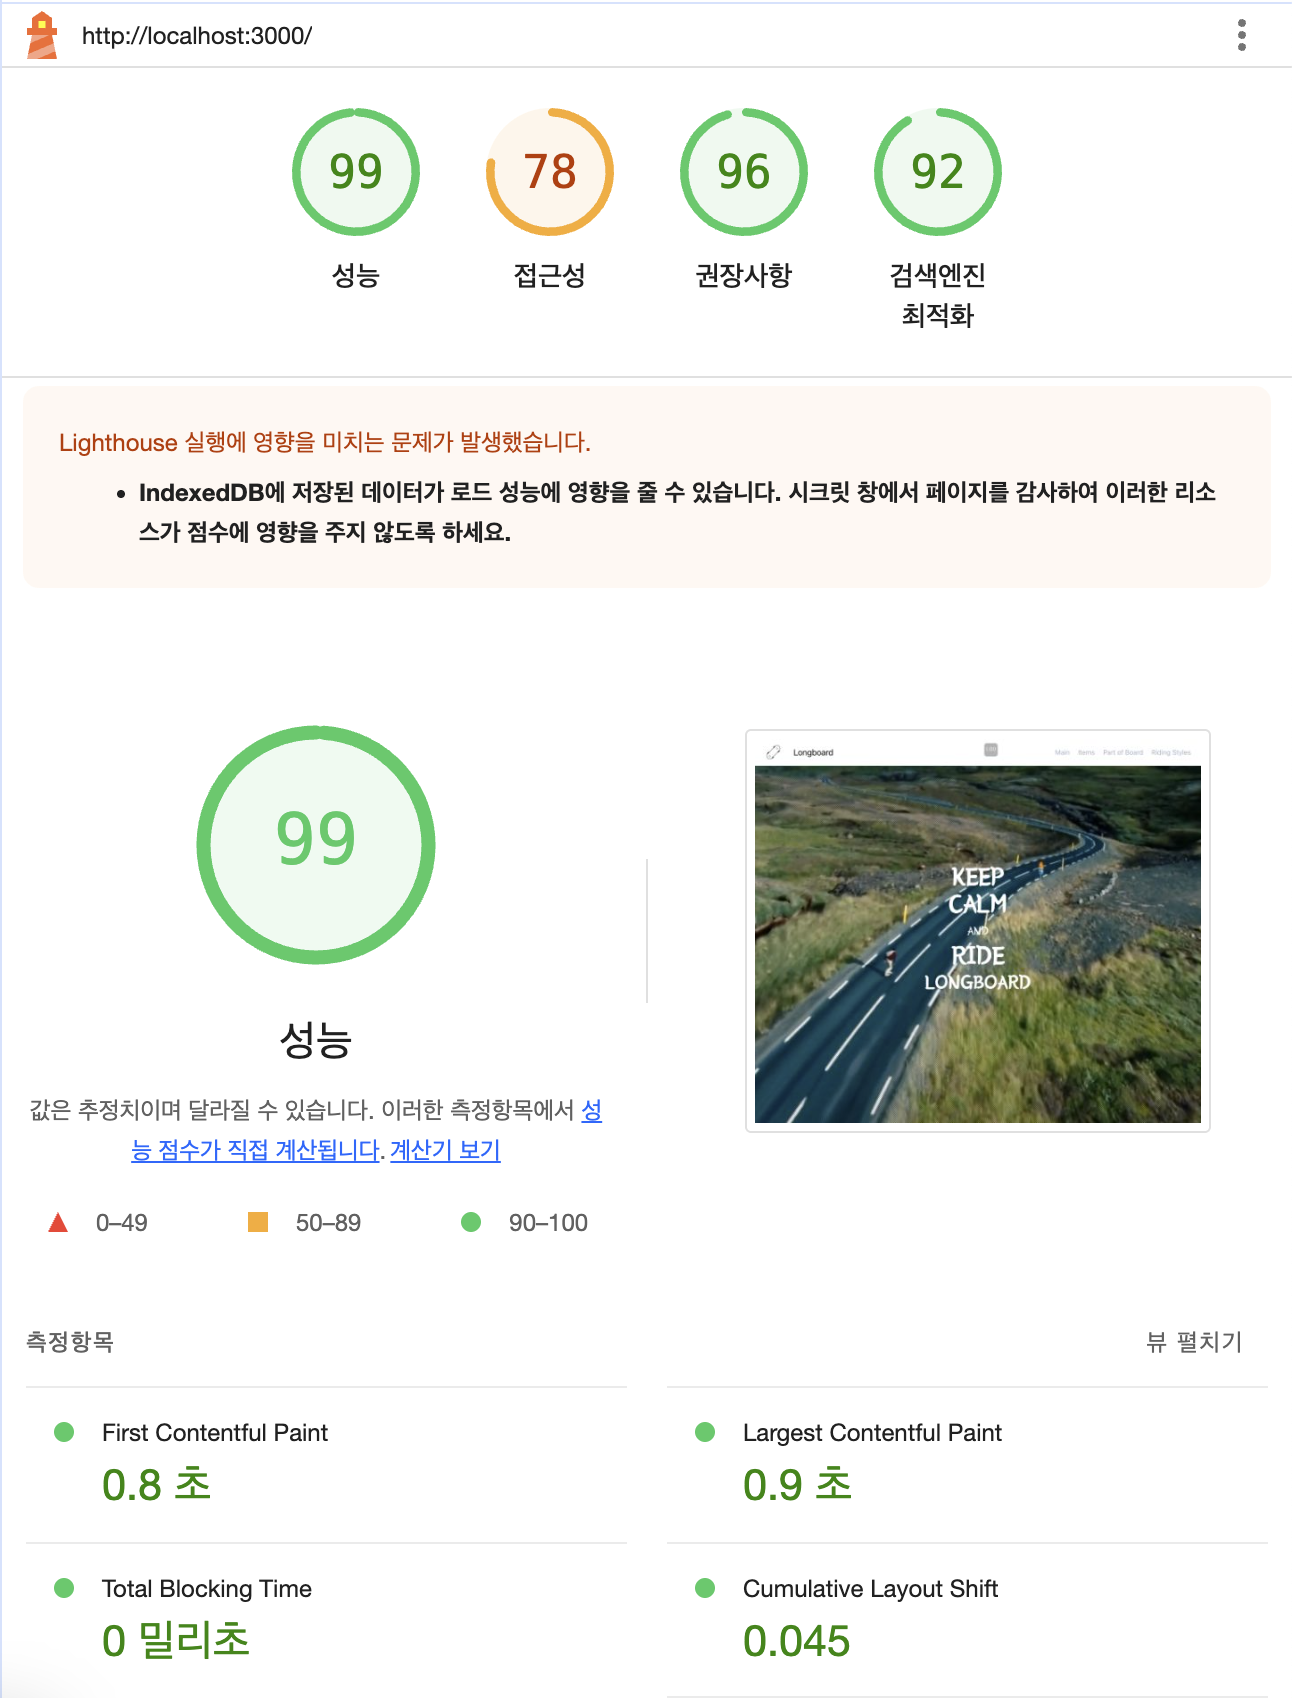 http://localhost:3000/
99
78
96
92
성능
접근성
권장사항
검색엔진
최적화
Lighthouse 실행에 영향을 미치는 문제가 발생했습니다.
• IndexedDB에 저장된 데이터가 로드 성능에 영향을 줄 수 있습니다. 시크릿 창에서 페이지를 감사하여 이러한 리소
스가 점수에 영향을 주지 않도록 하세요.
99
성능
값은 추정치이며 달라질 수 있습니다. 이러한 측정항목에서 성
능 점수가 직접 계산됩니다. 계산기 보기
0–49
50–89
90–100
Longboard
Main Items Part of Board Riding Styles
KEEP
CALM
AND
RIDE
LONGBOARD
측정항목
뷰 펼치기
First Contentful Paint
0.8 초
Largest Contentful Paint
0.9 초
Total Blocking Time
0 밀리초
Cumulative Layout Shift
0.045